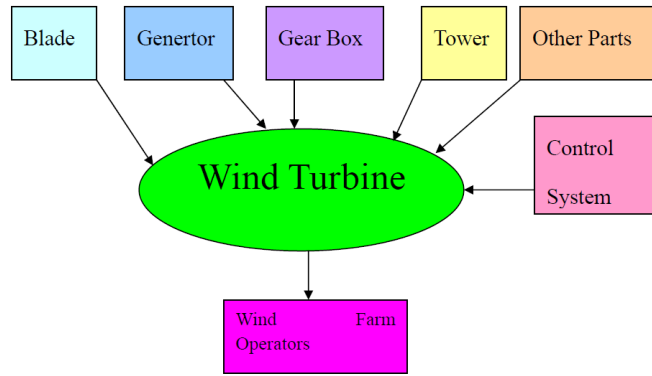 Blade
Genertor
Gear Box
Tower
Other Parts
Control
System
Wind Turbine
Wind Farm
Operators